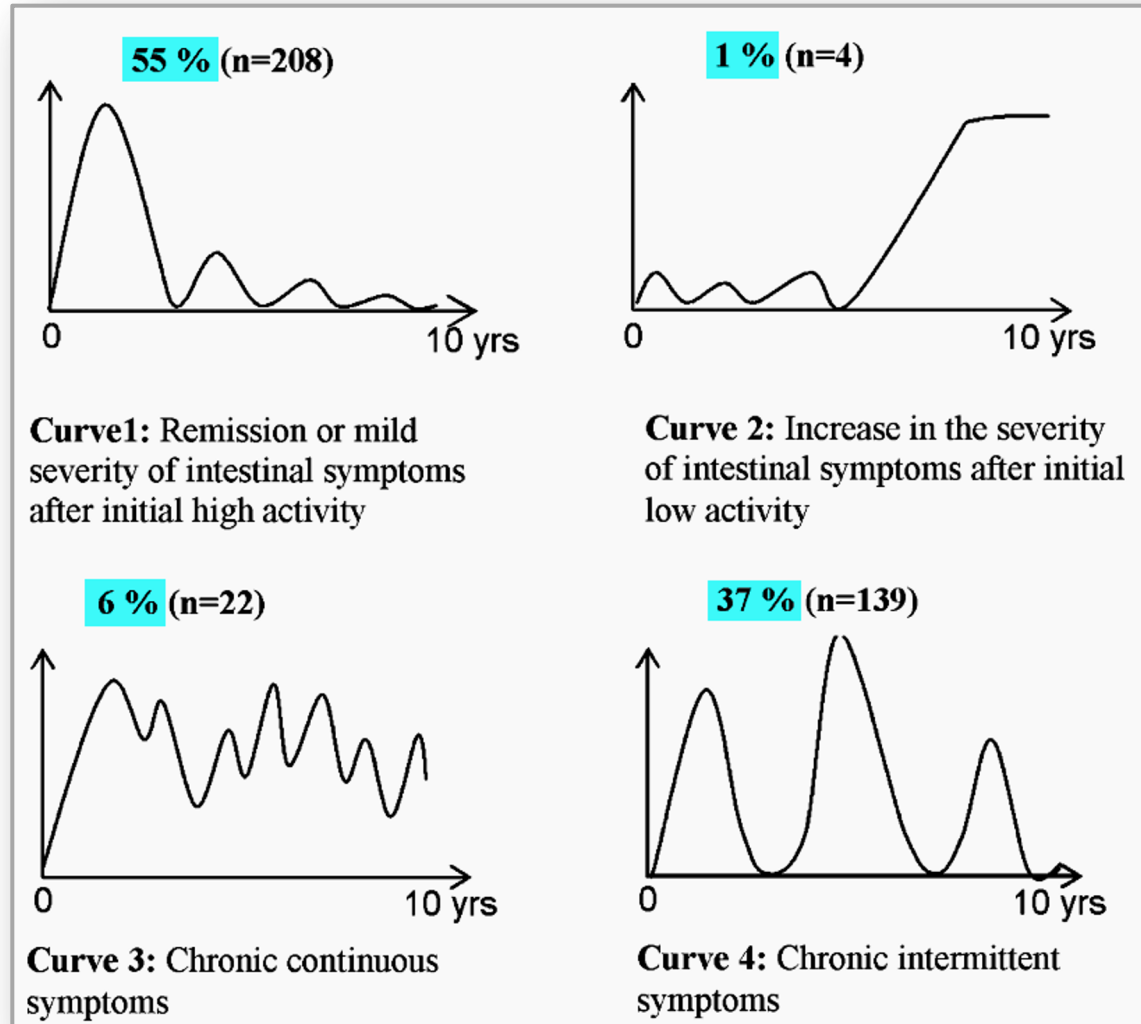 55 % (n=208)
0
10 yrs
Curve1: Remission or mild
severity of intestinal symptoms
after initial high activity
1 % (n=4)
0
10 yrs
Curve 2: Increase in the severity
of intestinal symptoms after initial
low activity
6 % (n=22)
0
10 yrs
Curve 3: Chronic continuous
symptoms
37 % (n=139)
0
10 yrs
Curve 4: Chronic intermittent
symptoms